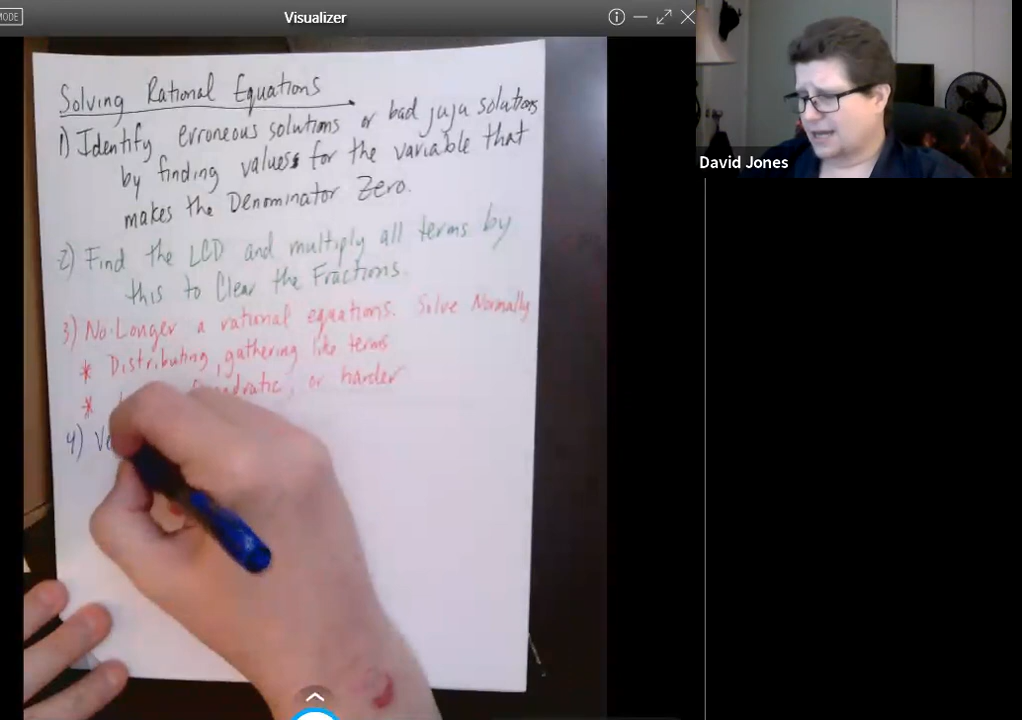 MODE
Visualizer
Solving Rational Equations
1) Identify erroneous solutions or bad juju solutions
by finding values for the variable that
makes the Denominator Zero.
2) Find the LCD and multiply all terms by
this to Clear the Fractions.
3) No Longer a rational equations. Solve Normally
* Distributing, gathering like terms
* or harder
4) Ve
David Jones